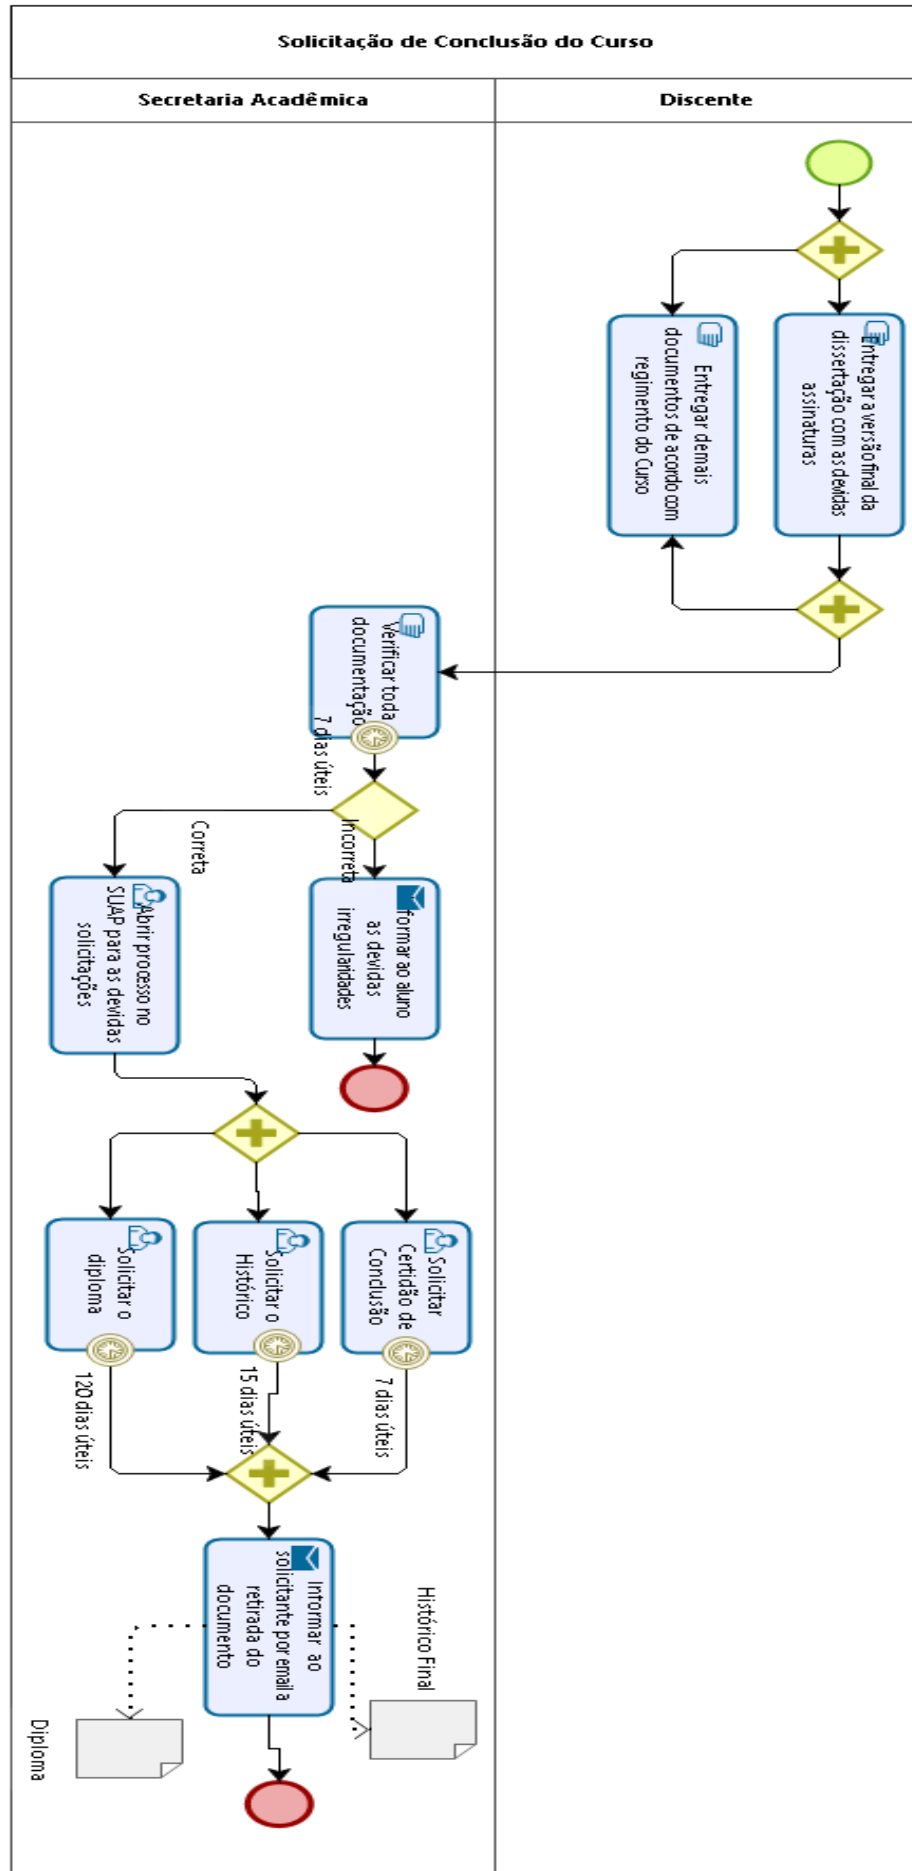 Solicitação de Conclusão do Curso
Secretaria Acadêmica
Discente
Entregar a versão final da
dissertação com as devidas
assinaturas
Entregar demais
documentos de acordo com
regimento do Curso
Verificar toda
documentação
7 dias úteis
Incorreta
Correta
formar ao aluno
as devidas
irregularidades
Abrir processo no
SUAP para as devidas
solicitações
Solicitar
Certidão de
Conclusão
7 dias úteis
Solicitar o
Histórico
15 dias úteis
Solicitar o
diploma
120 dias úteis
Informar ao
solicitante por email a
retirada do
documento
Histórico Final
Diploma